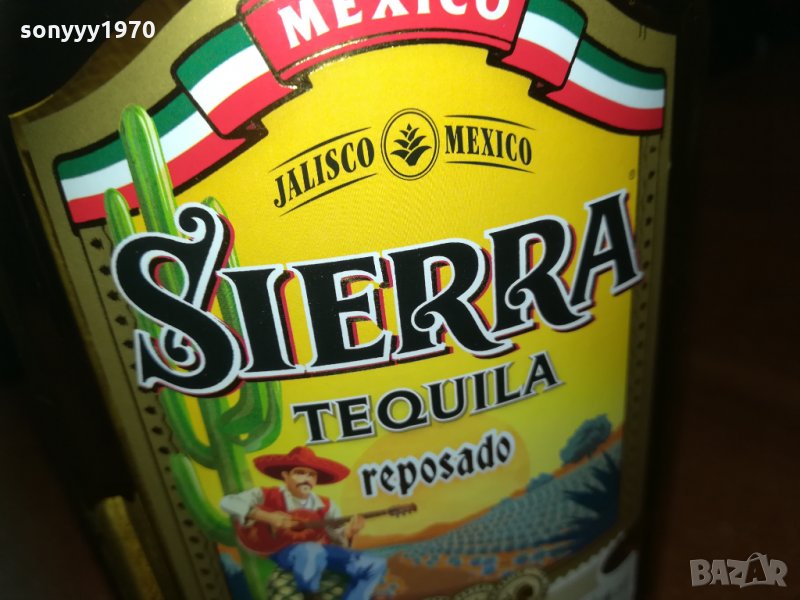 sonyyy1970
MEXICO
JALISCO MEXICO
SIERRA
TEQUILA
reposado
BAZAR